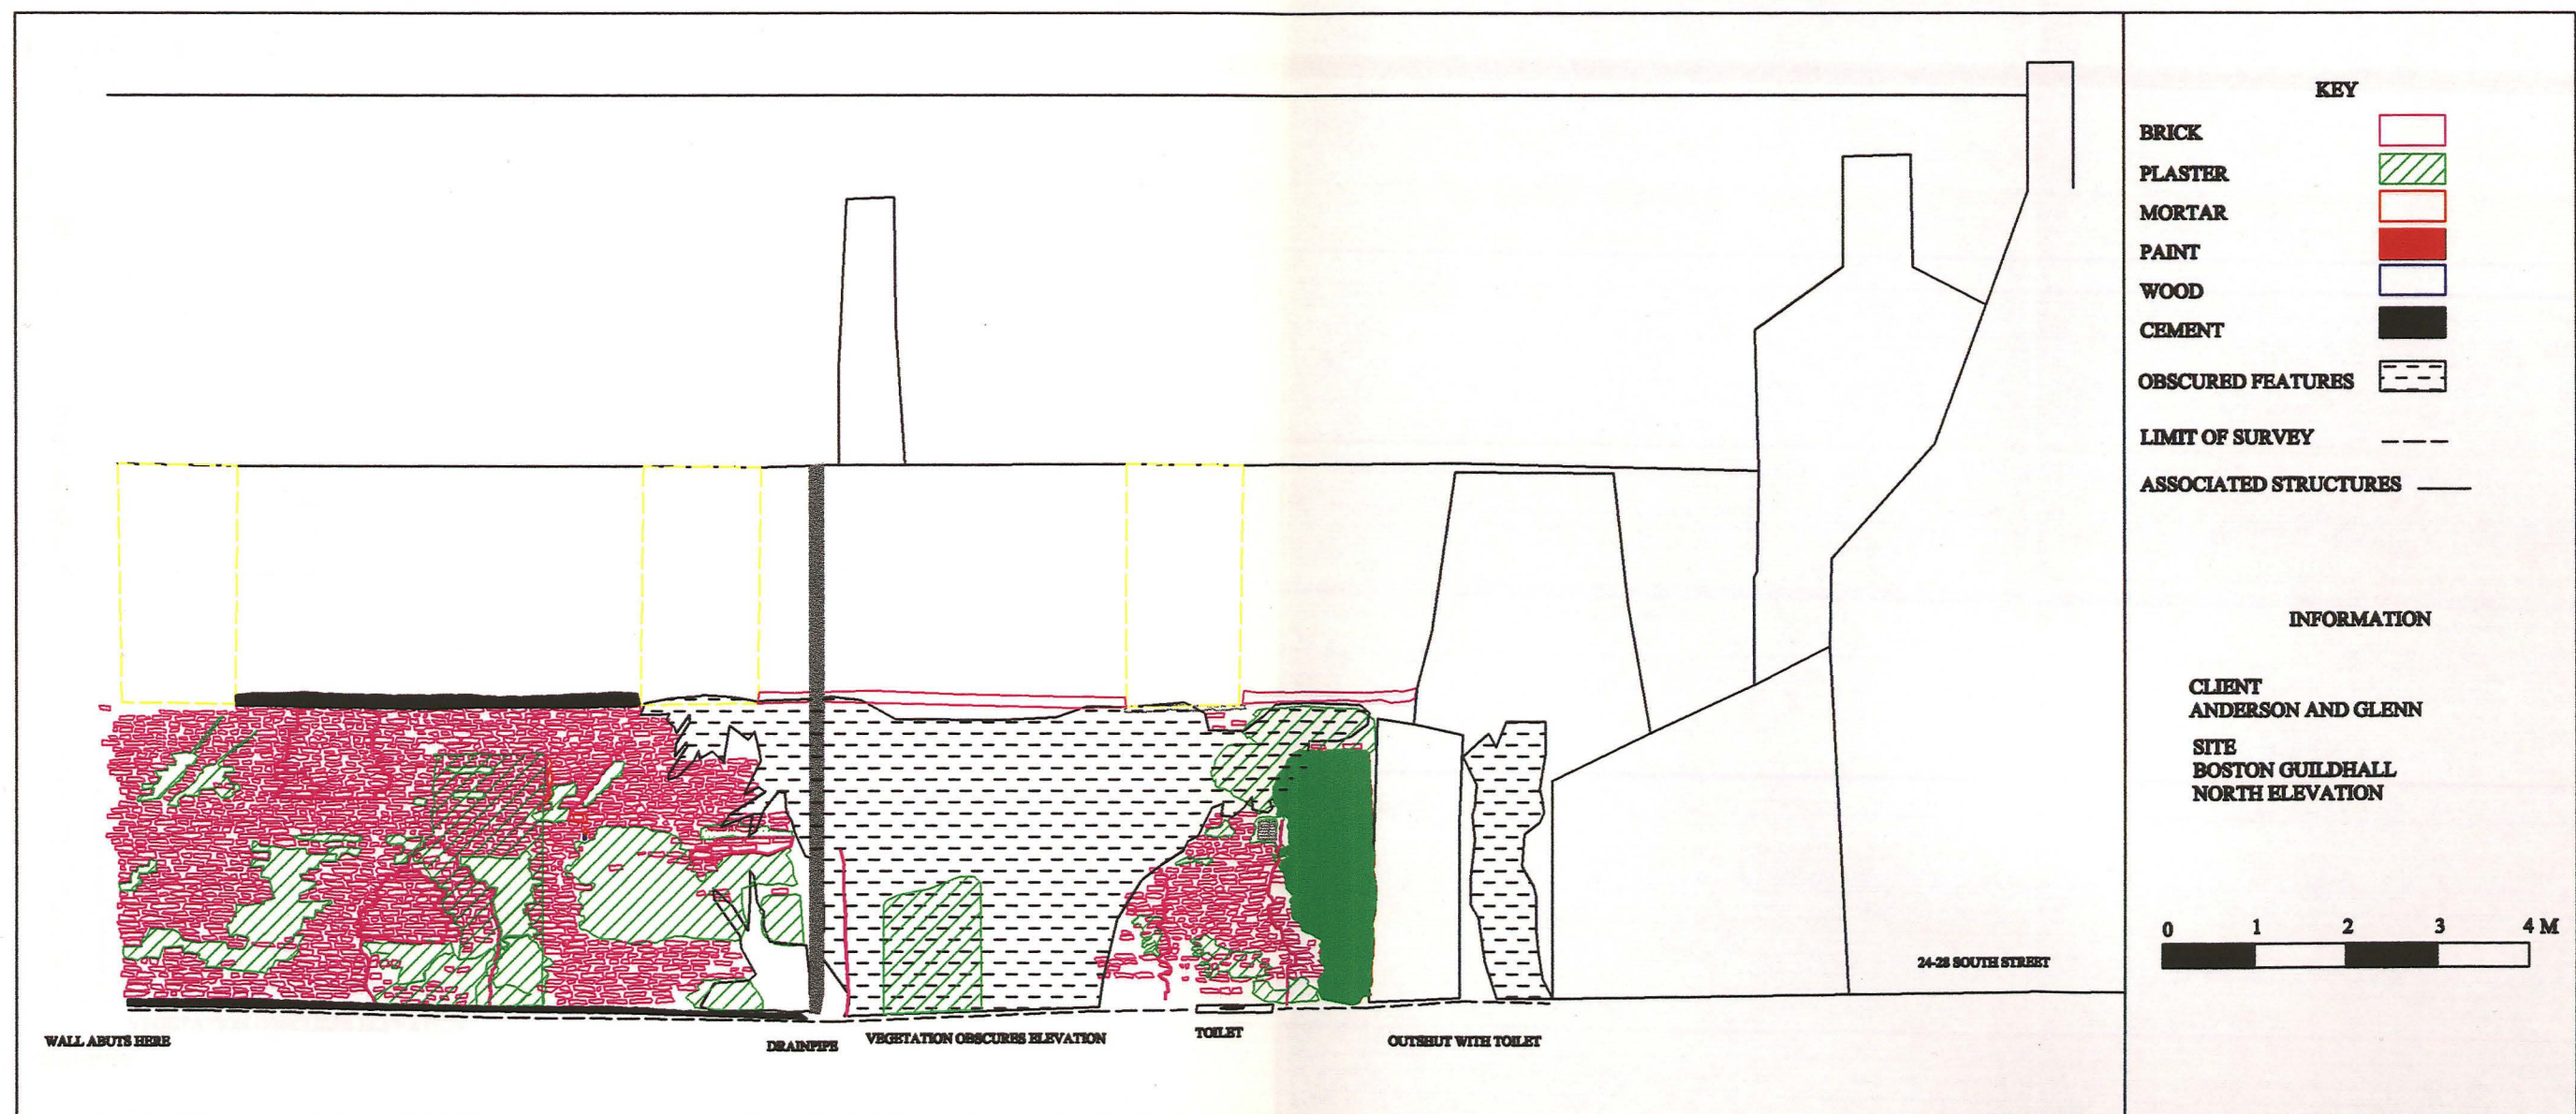 KEY
BRICK
PLASTER
MORTAR
PAINT
WOOD
CEMENT
OBSCURED FEATURES
LIMIT OF SURVEY
ASSOCIATED STRUCTURES
INFORMATION
CLIENT
ANDERSON AND GLENN
SITE
BOSTON GUILDHALL
NORTH ELEVATION
0 1 2 3 4 M
24-28 SOUTH STREET
WALL ABUTS HERE
DRAINPIPE
VEGETATION OBSCURES ELEVATION
TOILET
OUTSHUT WITH TOILET